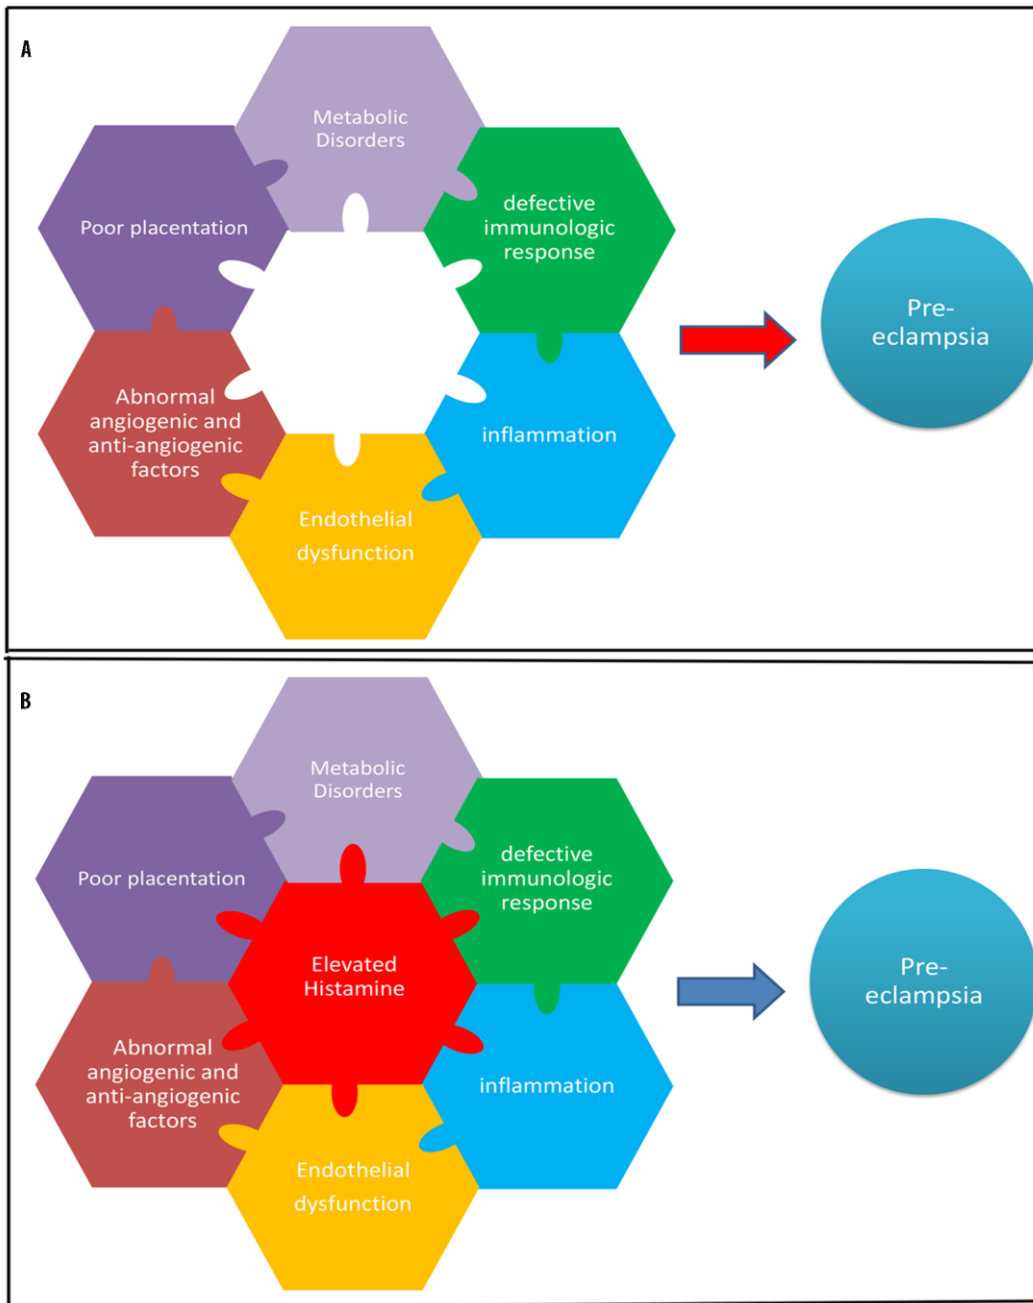 A
Metabolic
Disorders
Poor placentation
defective
immunologic
response
Pre-
eclampsia
Abnormal
angiogenic and
anti-angiogenic
factors
inflammation
Endothelial
dysfunction
B
Metabolic
Disorders
Poor placentation
defective
immunologic
response
Elevated
Histamine
Pre-
eclampsia
Abnormal
angiogenic and
anti-angiogenic
factors
inflammation
Endothelial
dysfunction